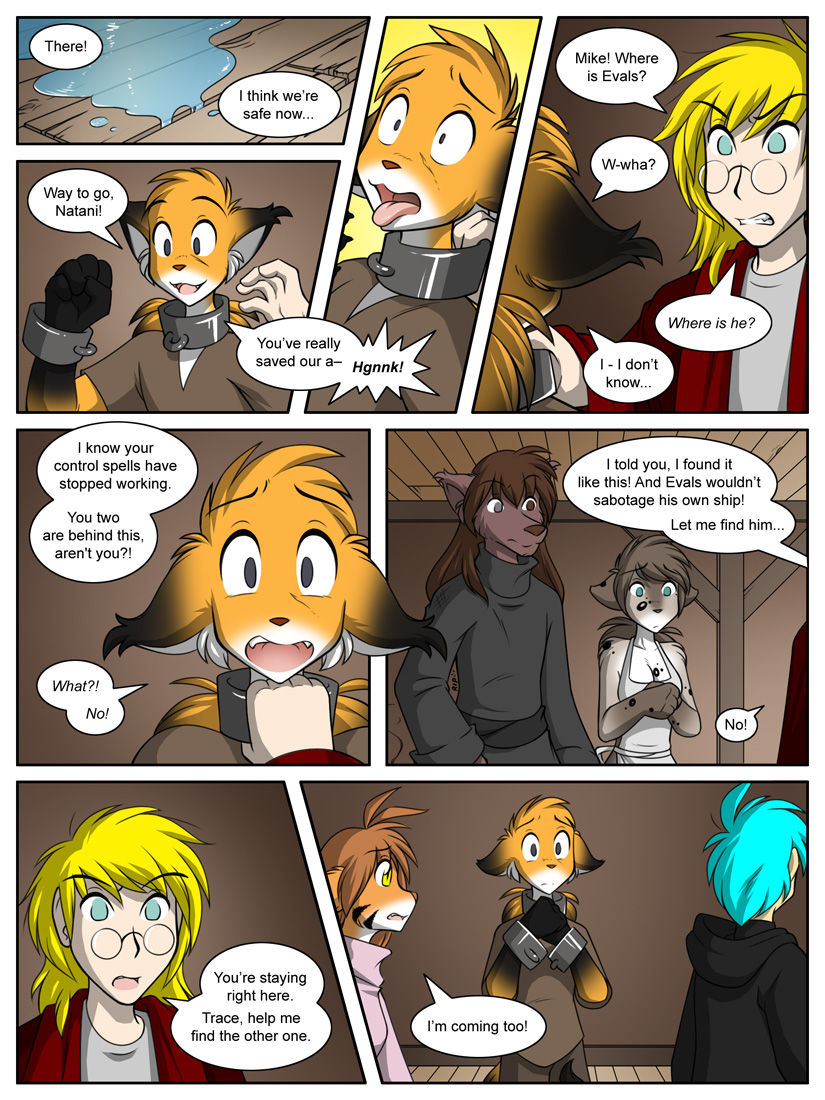 There!
I think we're
safe now...
Way to go,
Natani!
You've really
saved our a–
Hgnnk!
Mike! Where
is Evals?
W-wha?
Where is he?
I - I don't
know...
I know your
control spells have
stopped working.
You two
are behind this,
aren't you?!
What?!
No!
I told you, I found it
like this! And Evals wouldn't
sabotage his own ship!
Let me find him...
RIP!
No!
You're staying
right here.
Trace, help me
find the other one.
I'm coming too!